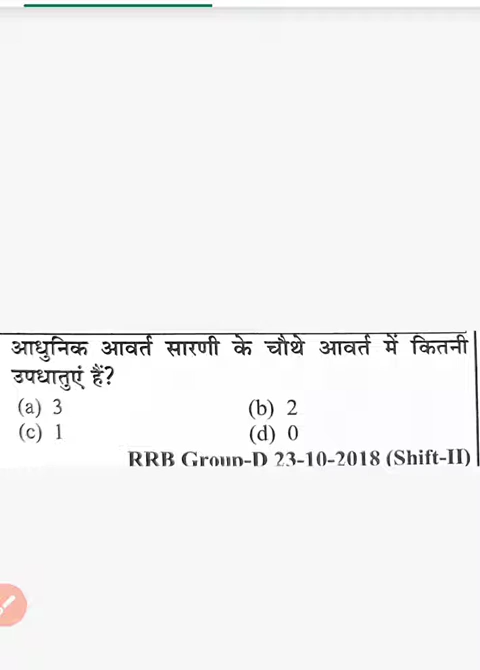 आधुनिक आवर्त सारणी के चौथे आवर्त में कितनी
उपधातुएं हैं?
(a) 3 (b) 2
(c) 1 (d) 0
RRB Group-D 23-10-2018 (Shift-II)